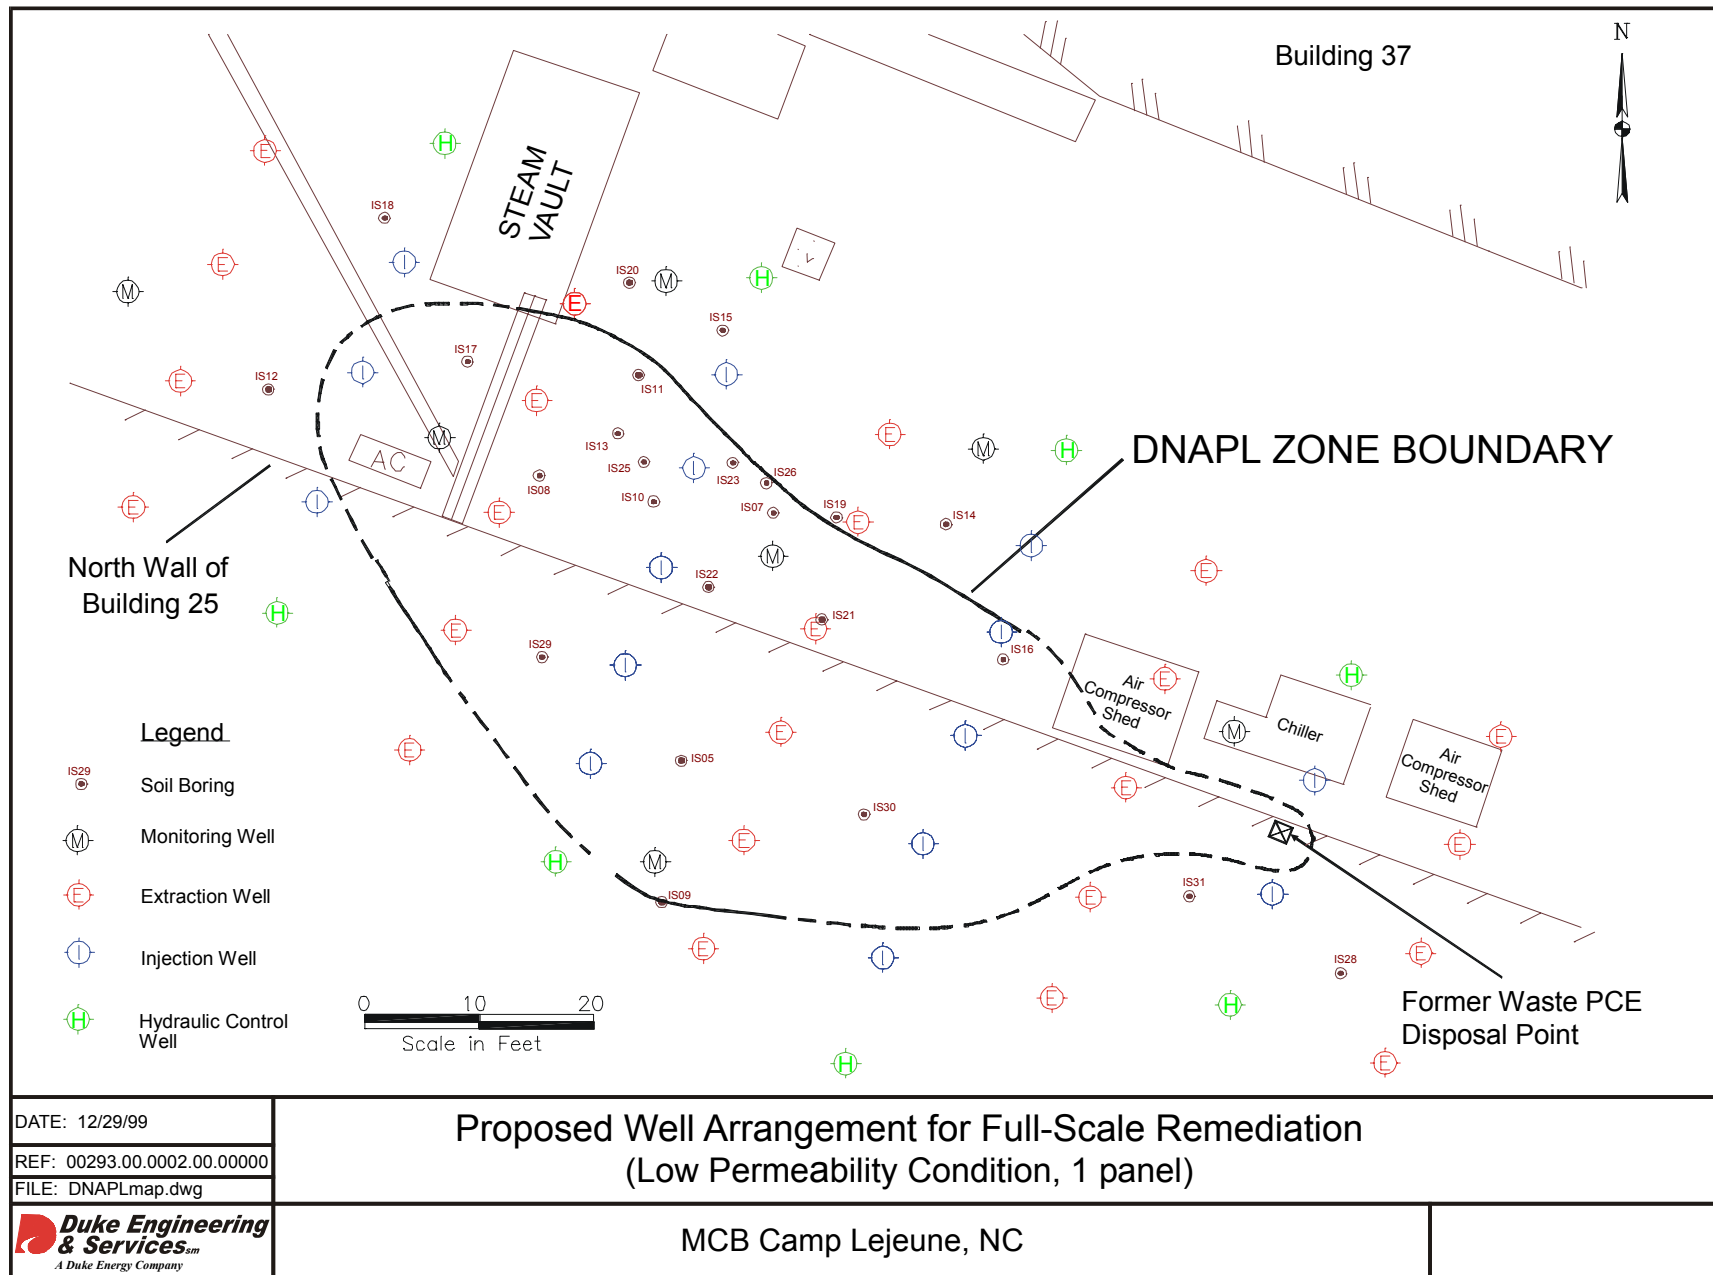 Building 37
N
E
H
STEAM
VAULT
IS18
E
I
M
IS20
M
H
V
E
IS15
IS17
I
IS12
E
IS11
I
E
M
IS13
E
M
H
DNAPL ZONE BOUNDARY
AC
IS25
I
IS23
IS26
IS08
IS10
IS07
IS19
E
IS14
I
E
E
I
North Wall of
Building 25
M
I
IS22
E
H
E
IS21
E
I
IS16
IS29
I
Air
Compressor
Shed
E
H
Chiller
M
Air
Compressor
Shed
E
Legend
E
E
I
IS05
I
E
I
IS29
Soil Boring
IS30
M
Monitoring Well
E
I
E
H
M
E
Extraction Well
IS09
E
IS31
I
I
Injection Well
E
I
E
IS28
H
Hydraulic Control
Well
0 10 20
Scale in Feet
E
H
H
E
Former Waste PCE
Disposal Point
DATE: 12/29/99
REF: 00293.00.0002.00.00000
FILE: DNAPLmap.dwg
Proposed Well Arrangement for Full-Scale Remediation
(Low Permeability Condition, 1 panel)
Duke Engineering
& Services sm
A Duke Energy Company
MCB Camp Lejeune, NC